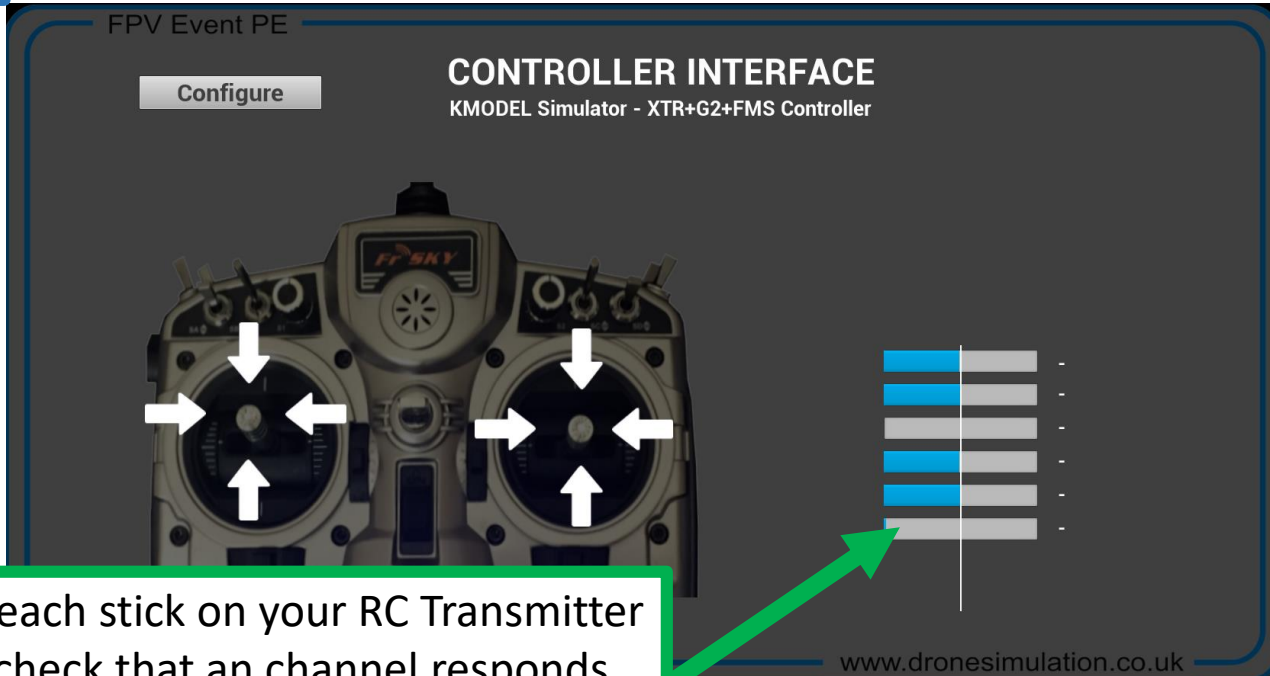 FPV Event PE
Configure
CONTROLLER INTERFACE
KMODEL Simulator - XTR+G2+FMS Controller
FrSKY
-
-
-
-
-
-
each stick on your RC Transmitter
check that an channel responds
www.dronesimulation.co.uk